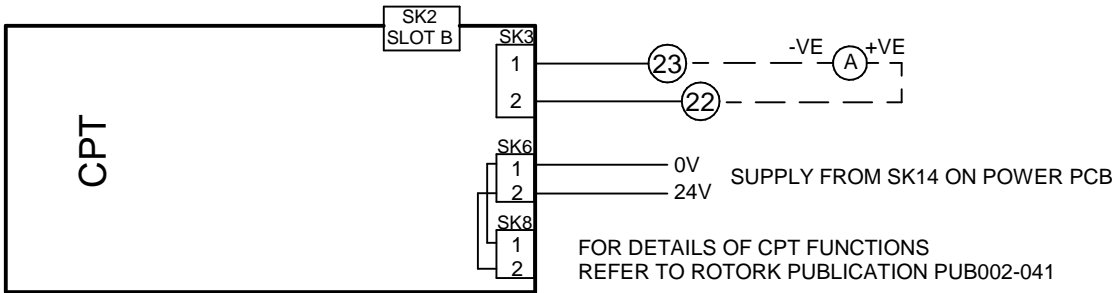 SK2
SLOT B
SK3
1
23
-VE
A
+VE
2
22
CPT
SK6
1
0V
2
24V
SUPPLY FROM SK14 ON POWER PCB
SK8
1
2
FOR DETAILS OF CPT FUNCTIONS
REFER TO ROTORK PUBLICATION PUB002-041